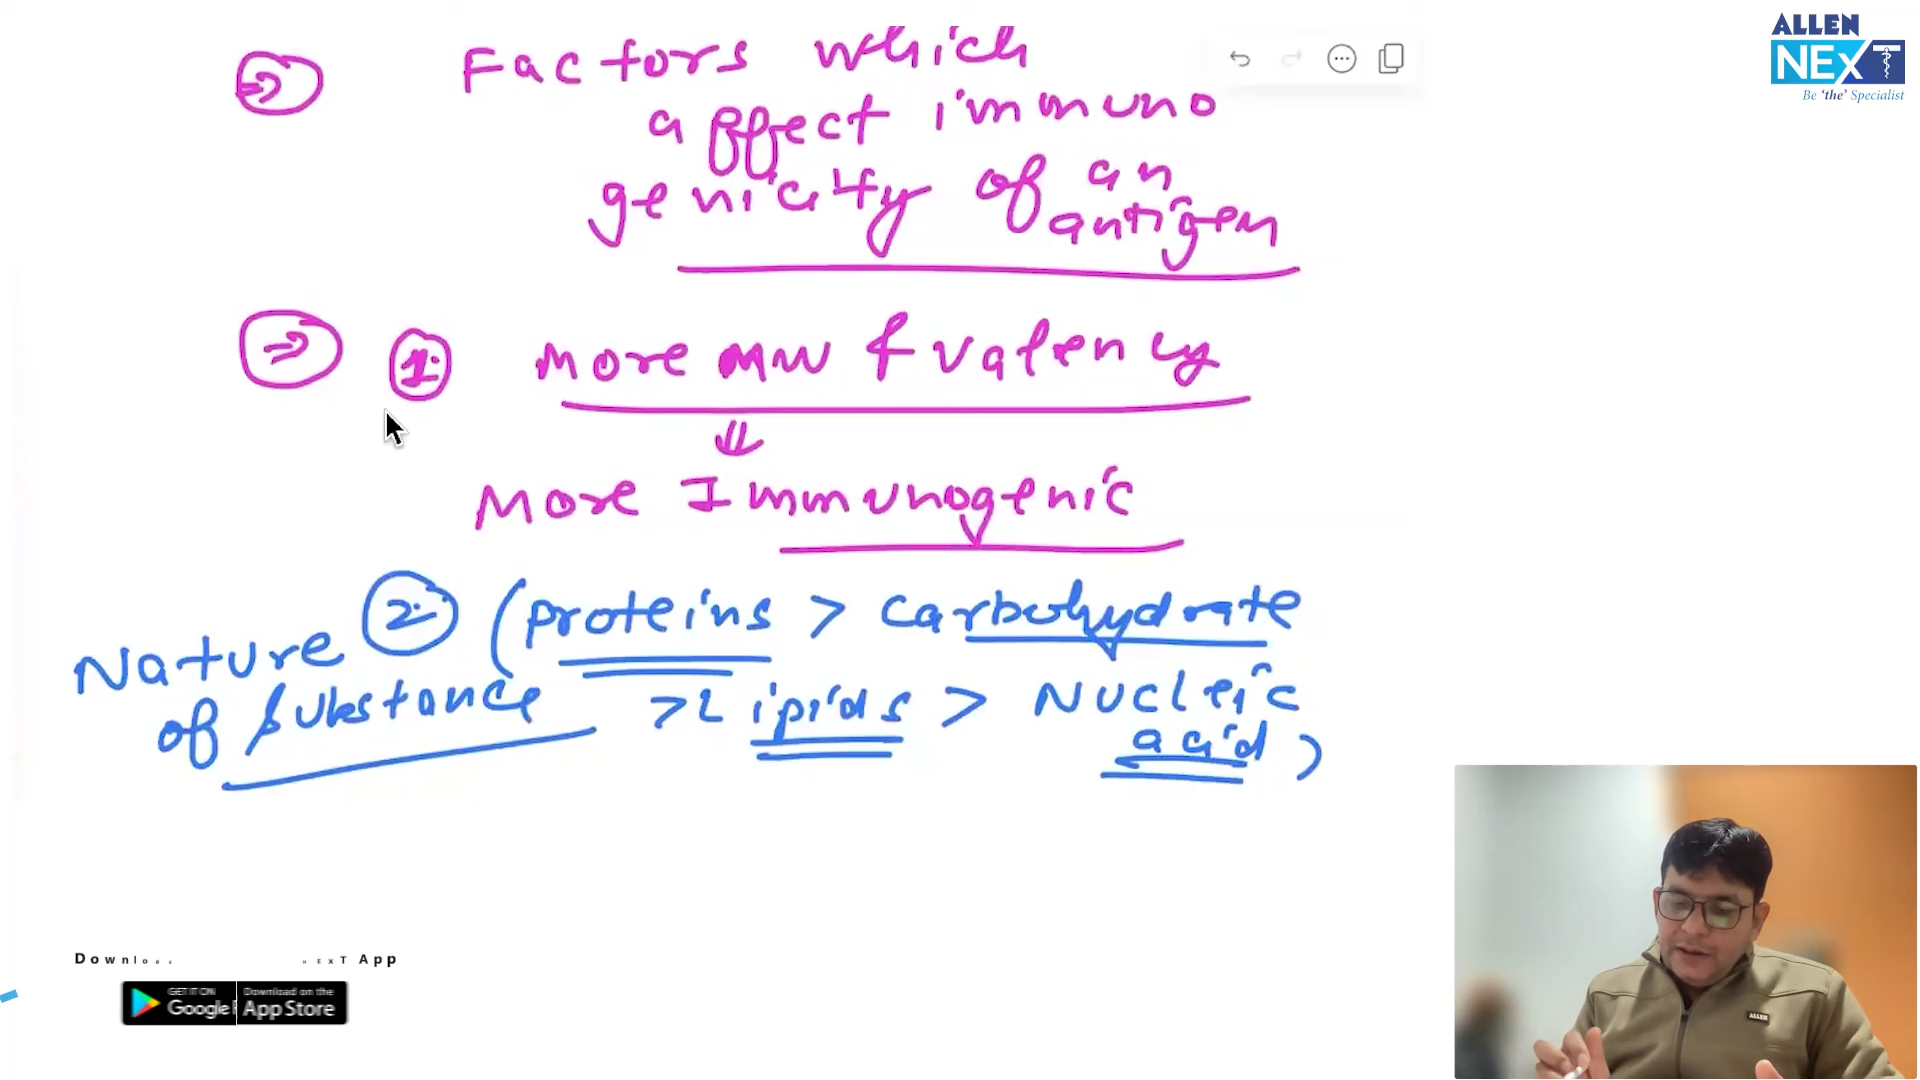 ALLEN
NEXT
Be 'the' Specialist
⇒ Factors which
affect immuno
genicity of an
antigen
⇒ 1. More MW & valency
⇓
More Immunogenic
Nature 2. (proteins > carbohydrate
of substance > Lipids > Nucleic
acid)
App
GET IT ON
Google
Download on the
App Store
ALLEN